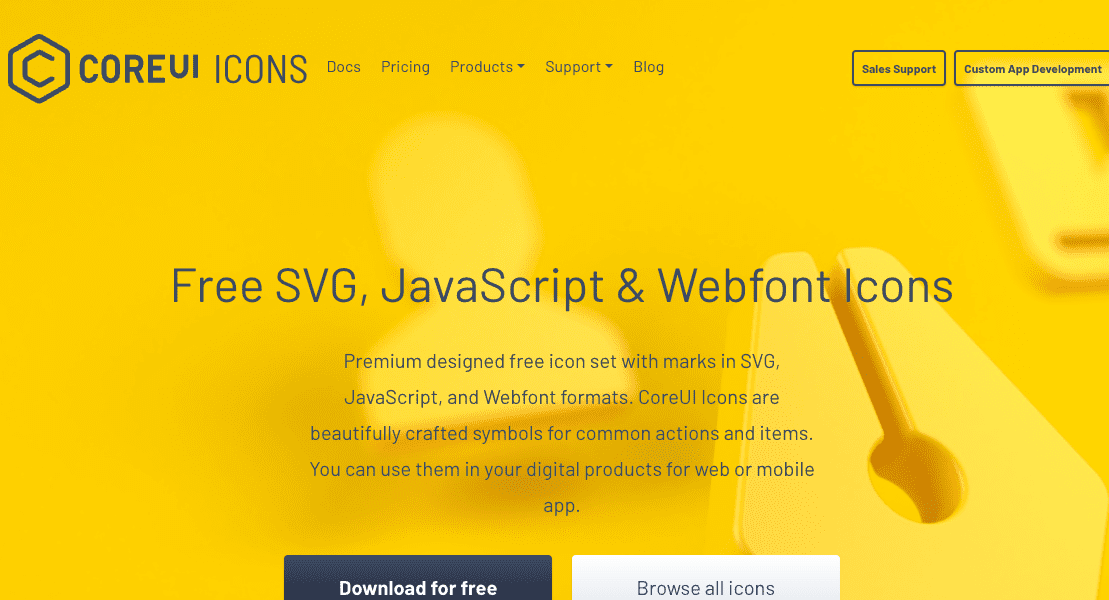 COREUI ICONS
Docs Pricing Products Support Blog
Sales Support Custom App Development
Free SVG, JavaScript & Webfont Icons
Premium designed free icon set with marks in SVG,
JavaScript, and Webfont formats. CoreUI Icons are
beautifully crafted symbols for common actions and items.
You can use them in your digital products for web or mobile
app.
Download for free Browse all icons